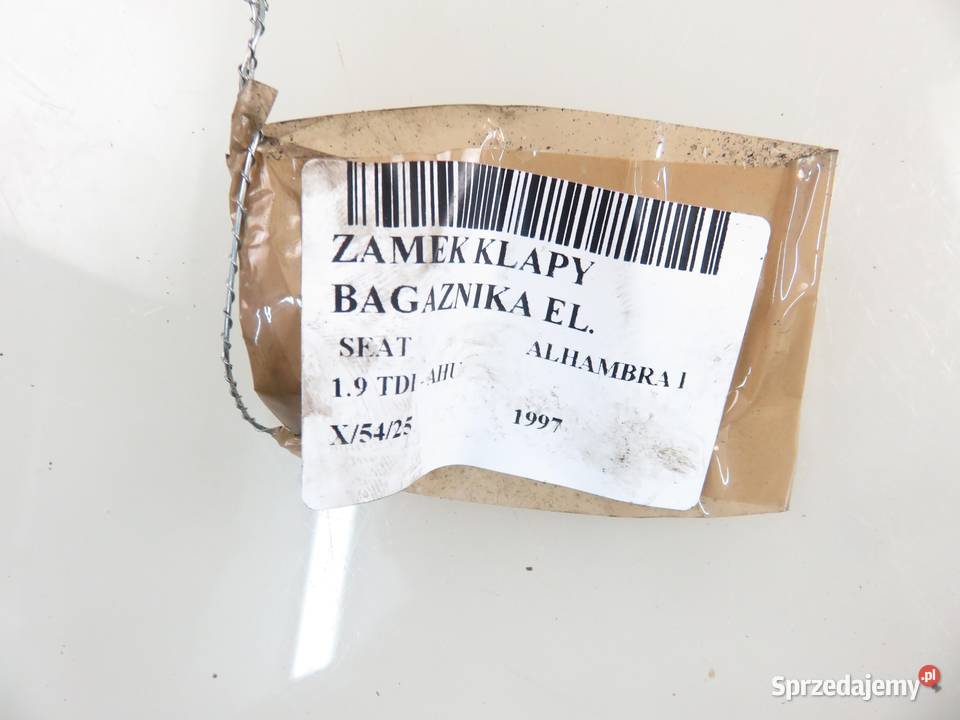 ZAMEK KLAPY
BAGAZNIKA EL.
SEAT ALHAMBRA I
1.9 TDI - AHU
X/54/25 1997
Sprzedajemy.pl